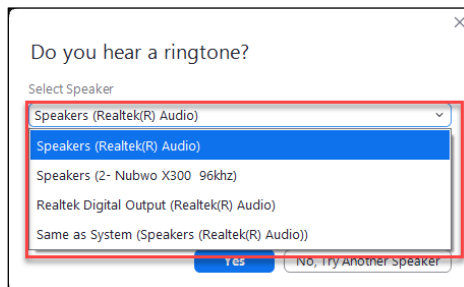 Do you hear a ringtone?
Select Speaker
Speakers (Realtek(R) Audio)
Speakers (Realtek(R) Audio)
Speakers (2- Nubwo X300  96khz)
Realtek Digital Output (Realtek(R) Audio)
Same as System (Speakers (Realtek(R) Audio))
Yes
No, Try Another Speaker